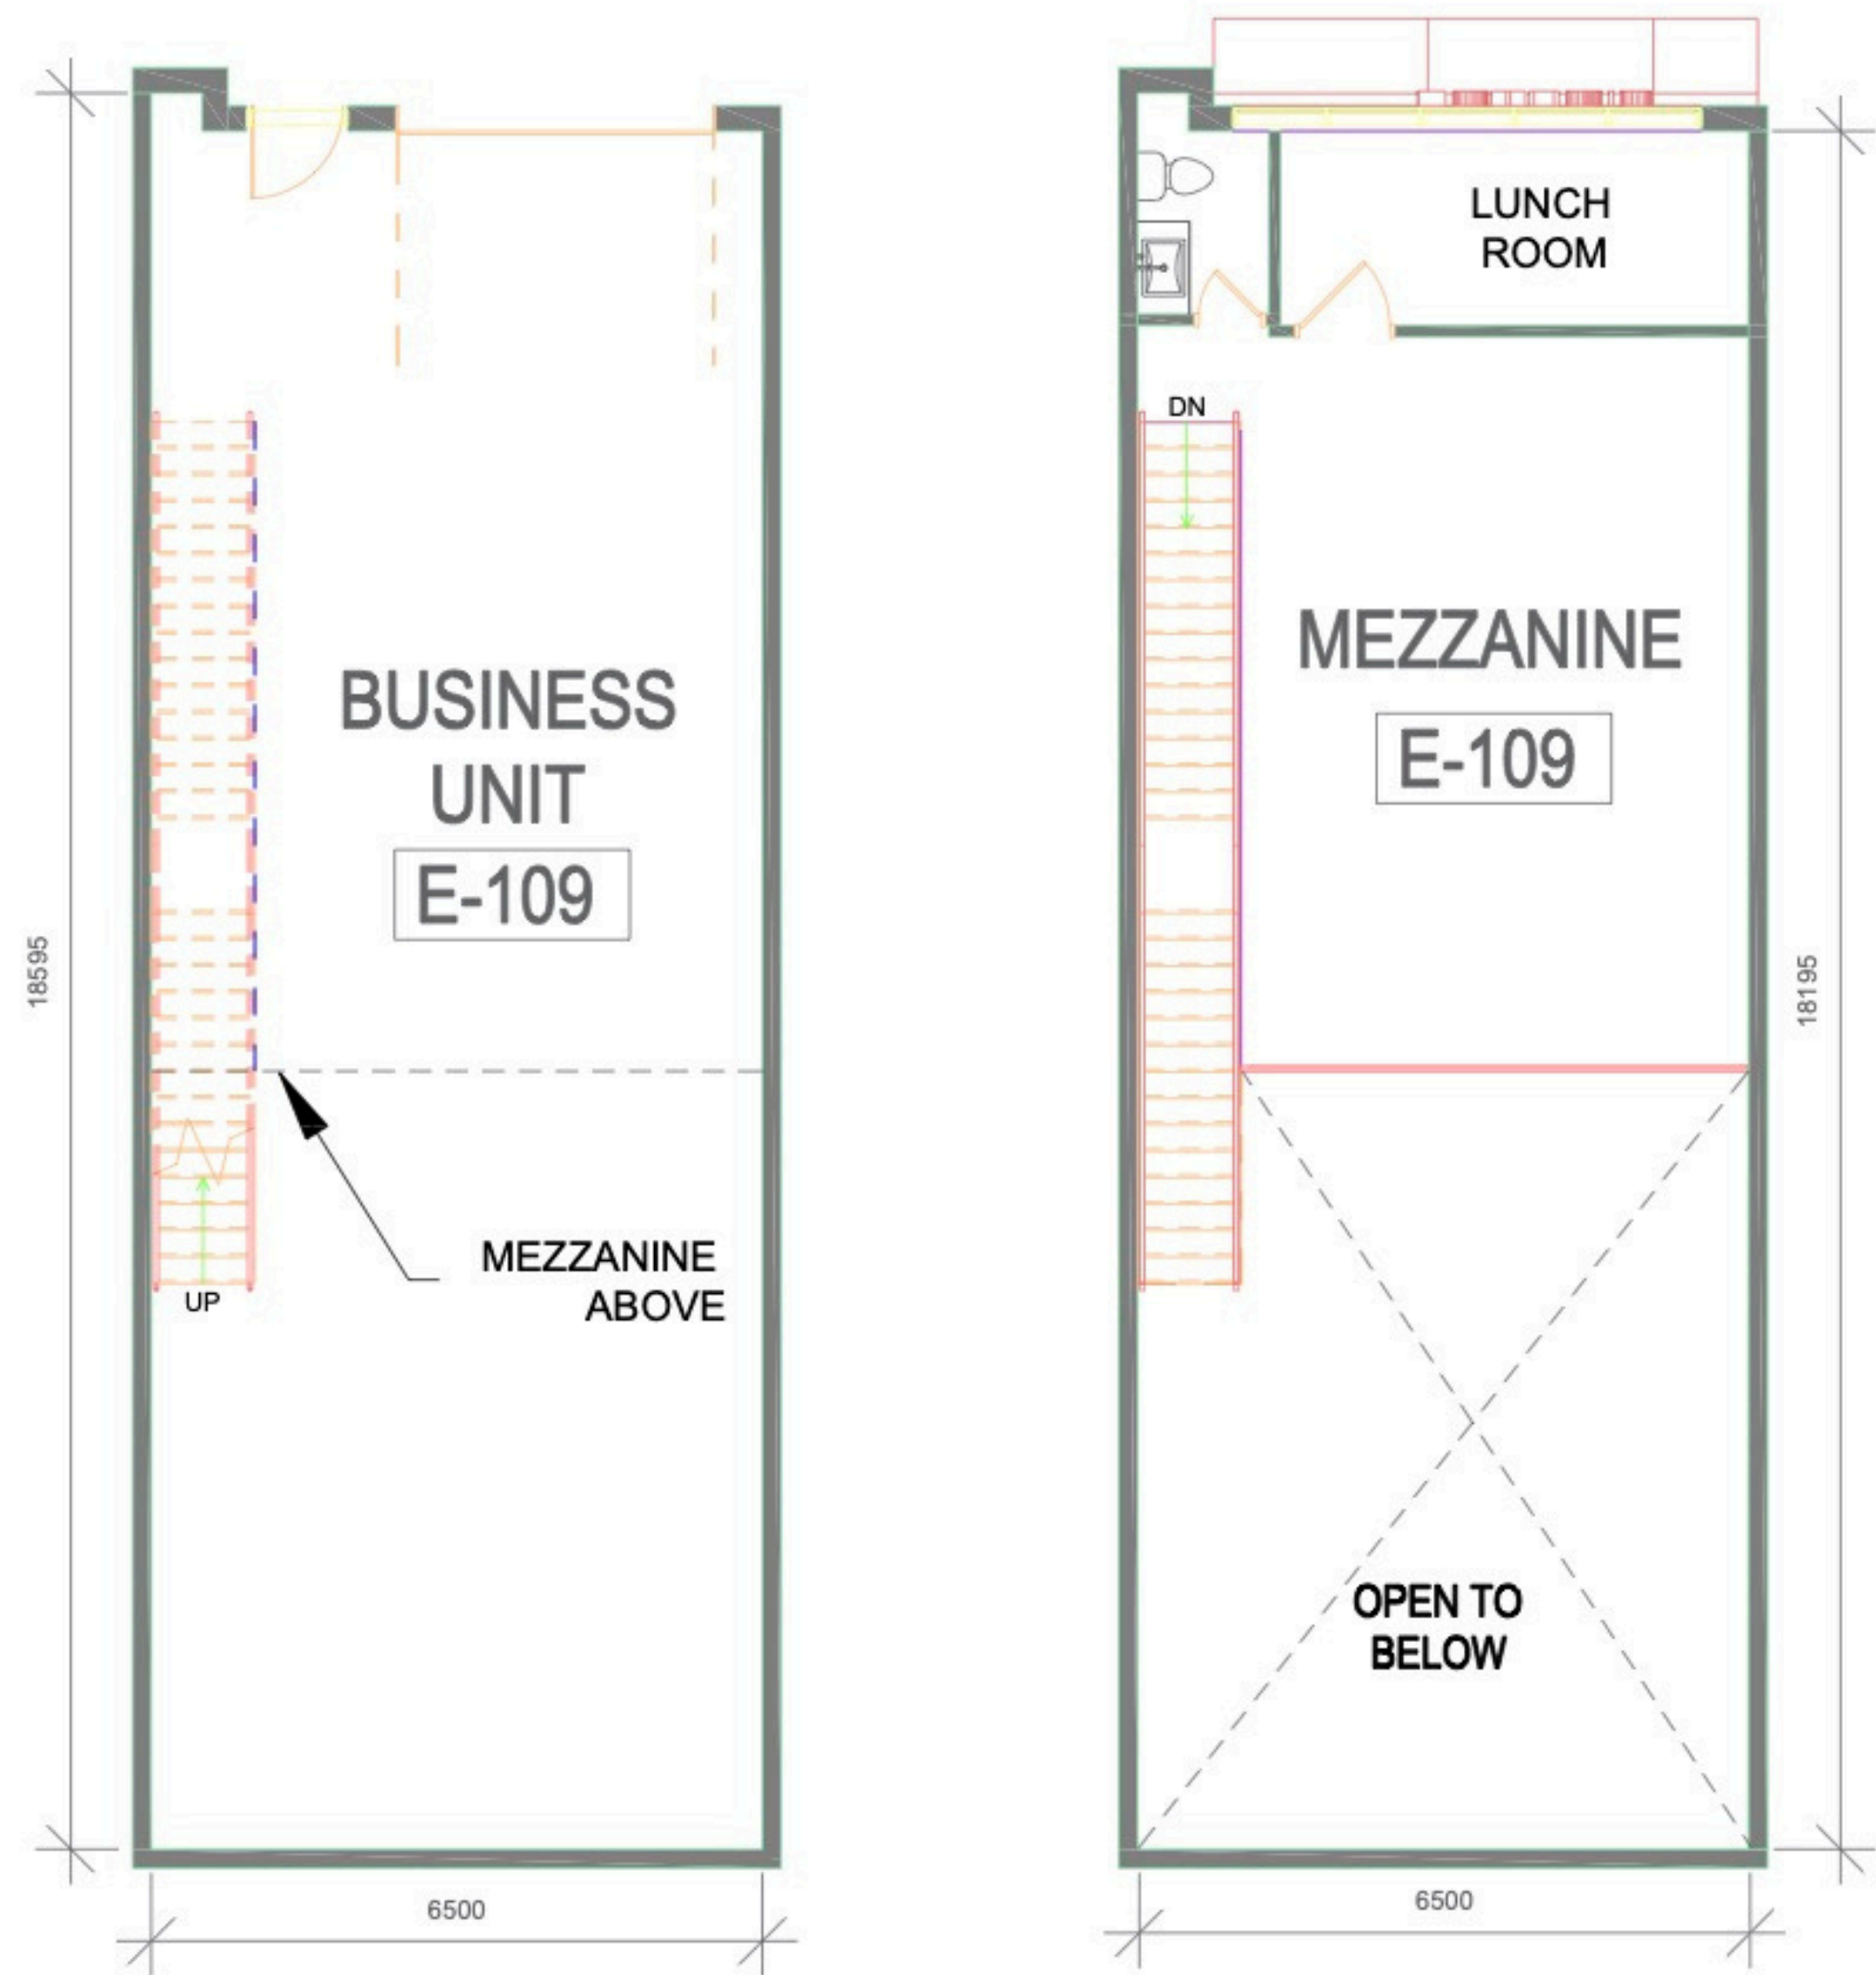 BUSINESS
UNIT
E-109
MEZZANINE
ABOVE
UP
18595
6500
LUNCH
ROOM
DN
MEZZANINE
E-109
OPEN TO
BELOW
18195
6500